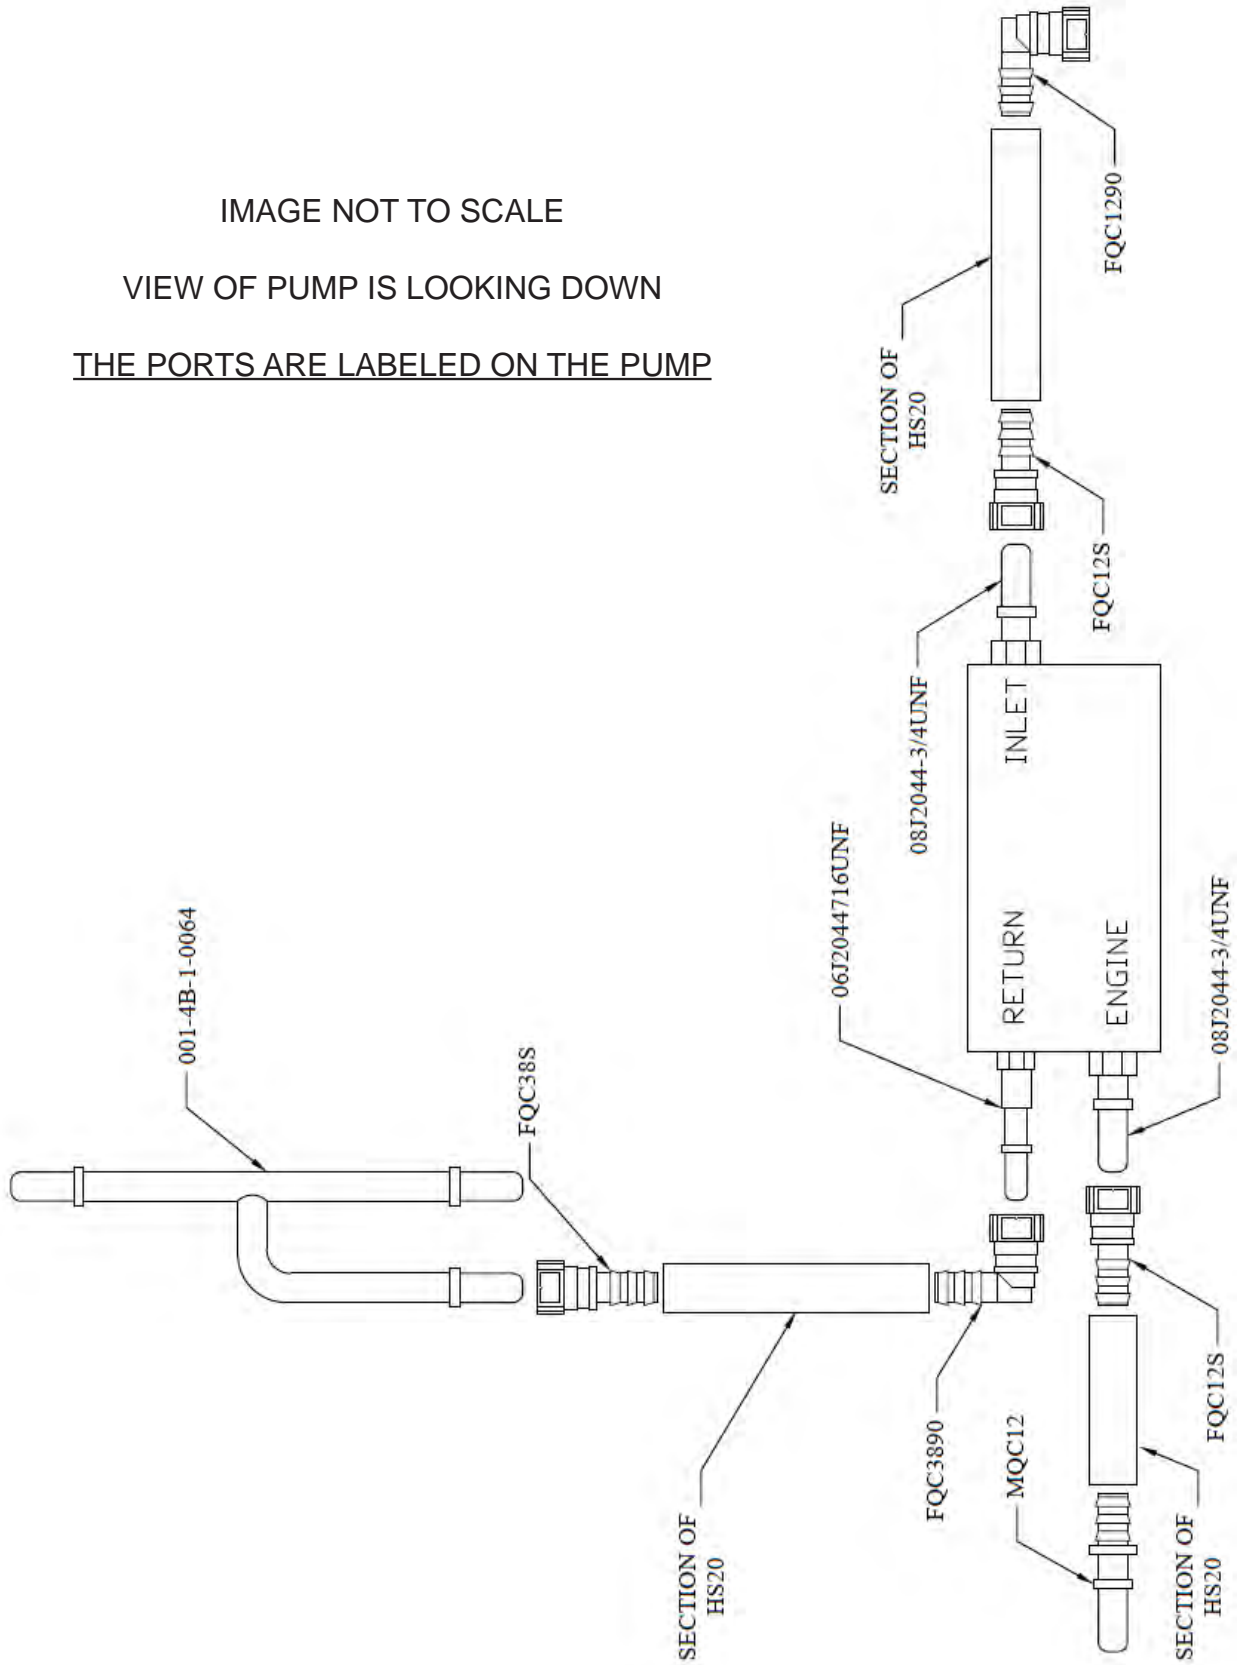 IMAGE NOT TO SCALE
VIEW OF PUMP IS LOOKING DOWN
THE PORTS ARE LABELED ON THE PUMP
001-4B-1-0064
FQC38S
SECTION OF
HS20
FQC3890
06J2044716UNF
08J2044-3/4UNF
SECTION OF
HS20
FQC1290
FQC12S
RETURN
INLET
ENGINE
08J2044-3/4UNF
MQC12
FQC12S
SECTION OF
HS20